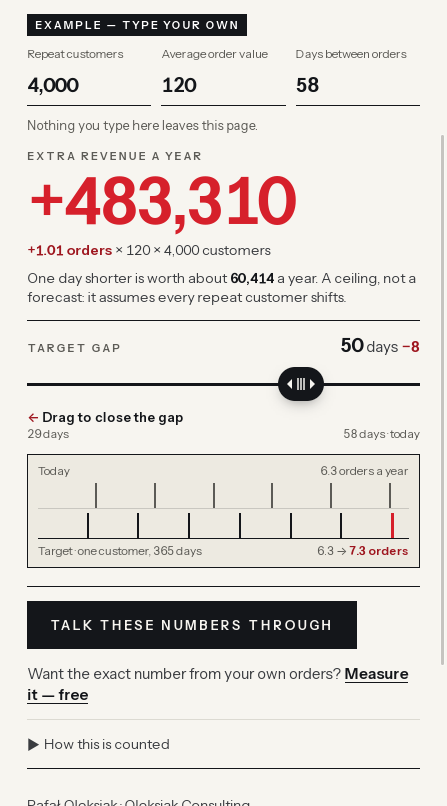 EXAMPLE — TYPE YOUR OWN
Repeat customers Average order value Days between orders
4,000 120 58
Nothing you type here leaves this page.
EXTRA REVENUE A YEAR
+483,310
+1.01 orders × 120 × 4,000 customers
One day shorter is worth about 60,414 a year. A ceiling, not a
forecast: it assumes every repeat customer shifts.
TARGET GAP 50 days −8
← Drag to close the gap
29 days 58 days · today
Today 6.3 orders a year
Target · one customer, 365 days 6.3 → 7.3 orders
TALK THESE NUMBERS THROUGH
Want the exact number from your own orders? Measure
it — free
▶ How this is counted
Rafał Oleksiak · Oleksiak Consulting